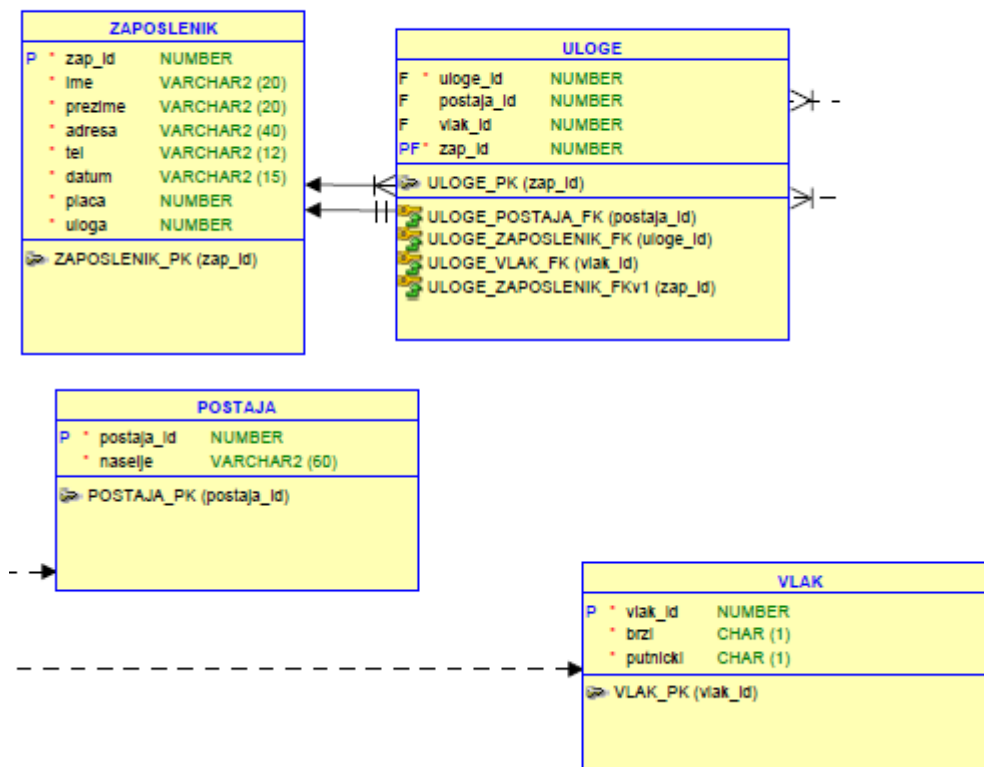 ZAPOSLENIK
P * zap_id NUMBER
* ime VARCHAR2 (20)
* prezime VARCHAR2 (20)
* adresa VARCHAR2 (40)
* tel VARCHAR2 (12)
* datum VARCHAR2 (15)
* placa NUMBER
* uloga NUMBER
ZAPOSLENIK_PK (zap_id)
ULOGE
F * uloge_id NUMBER
F postaja_id NUMBER
F vlak_id NUMBER
PF* zap_id NUMBER
ULOGE_PK (zap_id)
ULOGE_POSTAJA_FK (postaja_id)
ULOGE_ZAPOSLENIK_FK (uloge_id)
ULOGE_VLAK_FK (vlak_id)
ULOGE_ZAPOSLENIK_FKv1 (zap_id)
POSTAJA
P * postaja_id NUMBER
* naselje VARCHAR2 (60)
POSTAJA_PK (postaja_id)
VLAK
P * vlak_id NUMBER
* brzi CHAR (1)
* putnicki CHAR (1)
VLAK_PK (vlak_id)